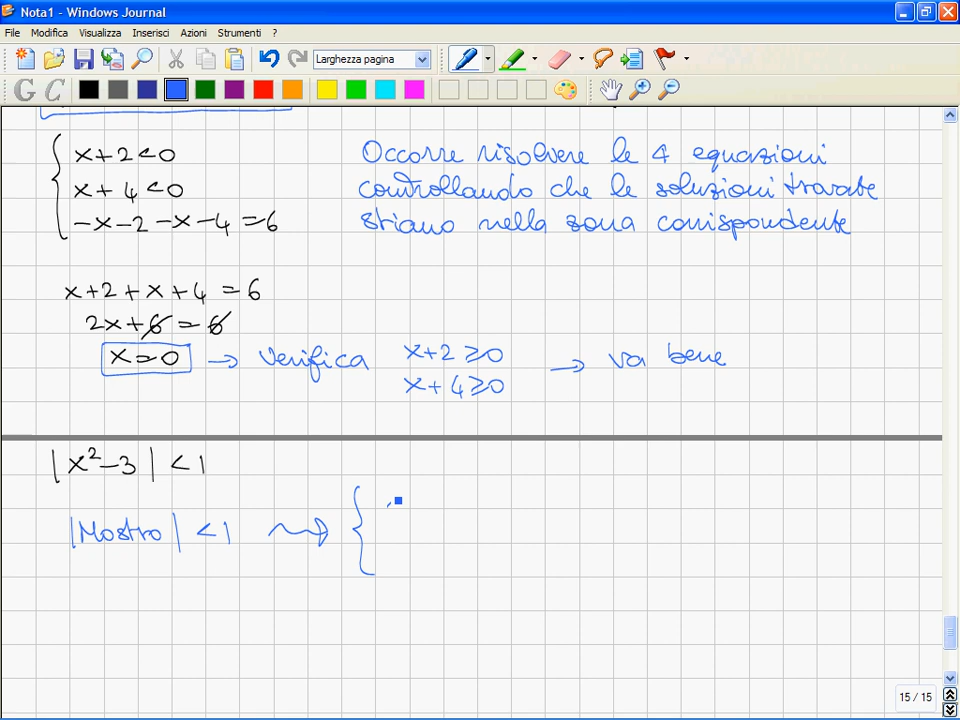 Nota1 - Windows Journal
File Modifica Visualizza Inserisci Azioni Strumenti ?
Larghezza pagina
x+2<0
x+4<0
-x-2-x-4=6
Occorre risolvere le 4 equazioni
controllando che le soluzioni trovate
stiano nella zona corrispondente
x+2+x+4=6
2x+6=6
x=0 → verifica x+2≥0 → va bene
x+4≥0
|x²-3|<1
|Mostro|<1 ⇝ {
15 / 15